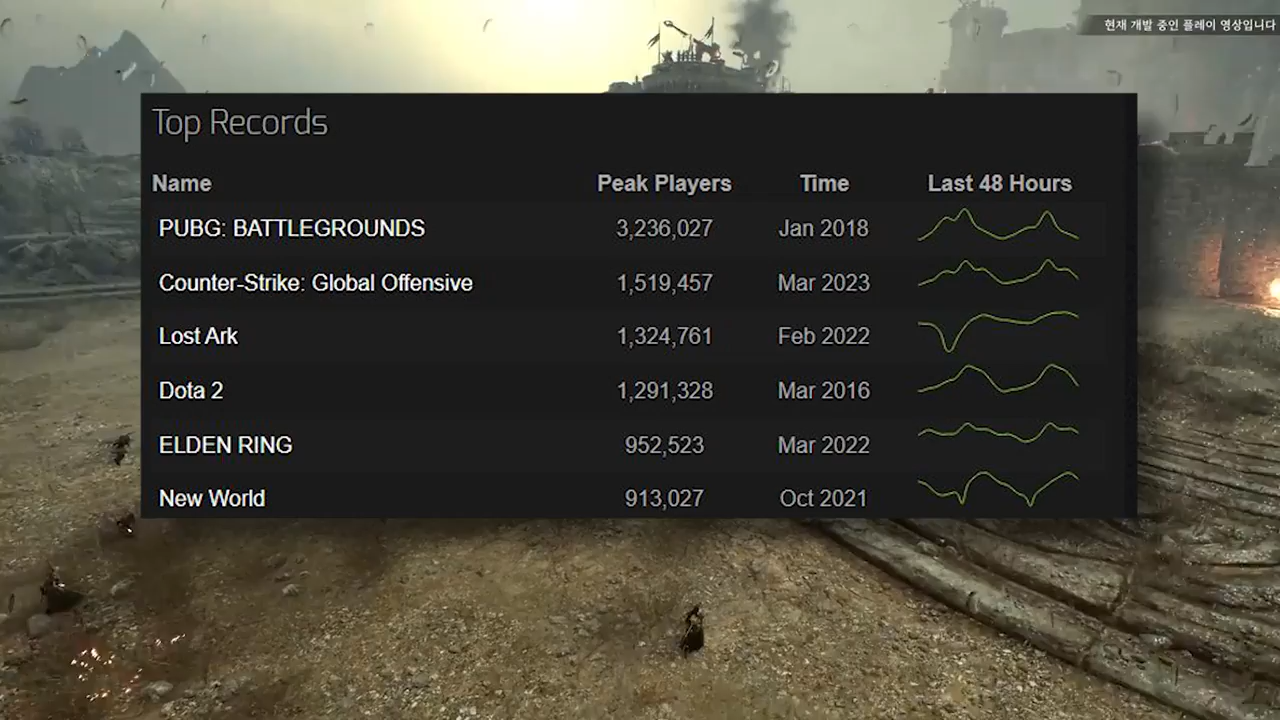 현재 개발 중인 플레이 영상입니다
Top Records
Name Peak Players Time Last 48 Hours
PUBG: BATTLEGROUNDS 3,236,027 Jan 2018
Counter-Strike: Global Offensive 1,519,457 Mar 2023
Lost Ark 1,324,761 Feb 2022
Dota 2 1,291,328 Mar 2016
ELDEN RING 952,523 Mar 2022
New World 913,027 Oct 2021